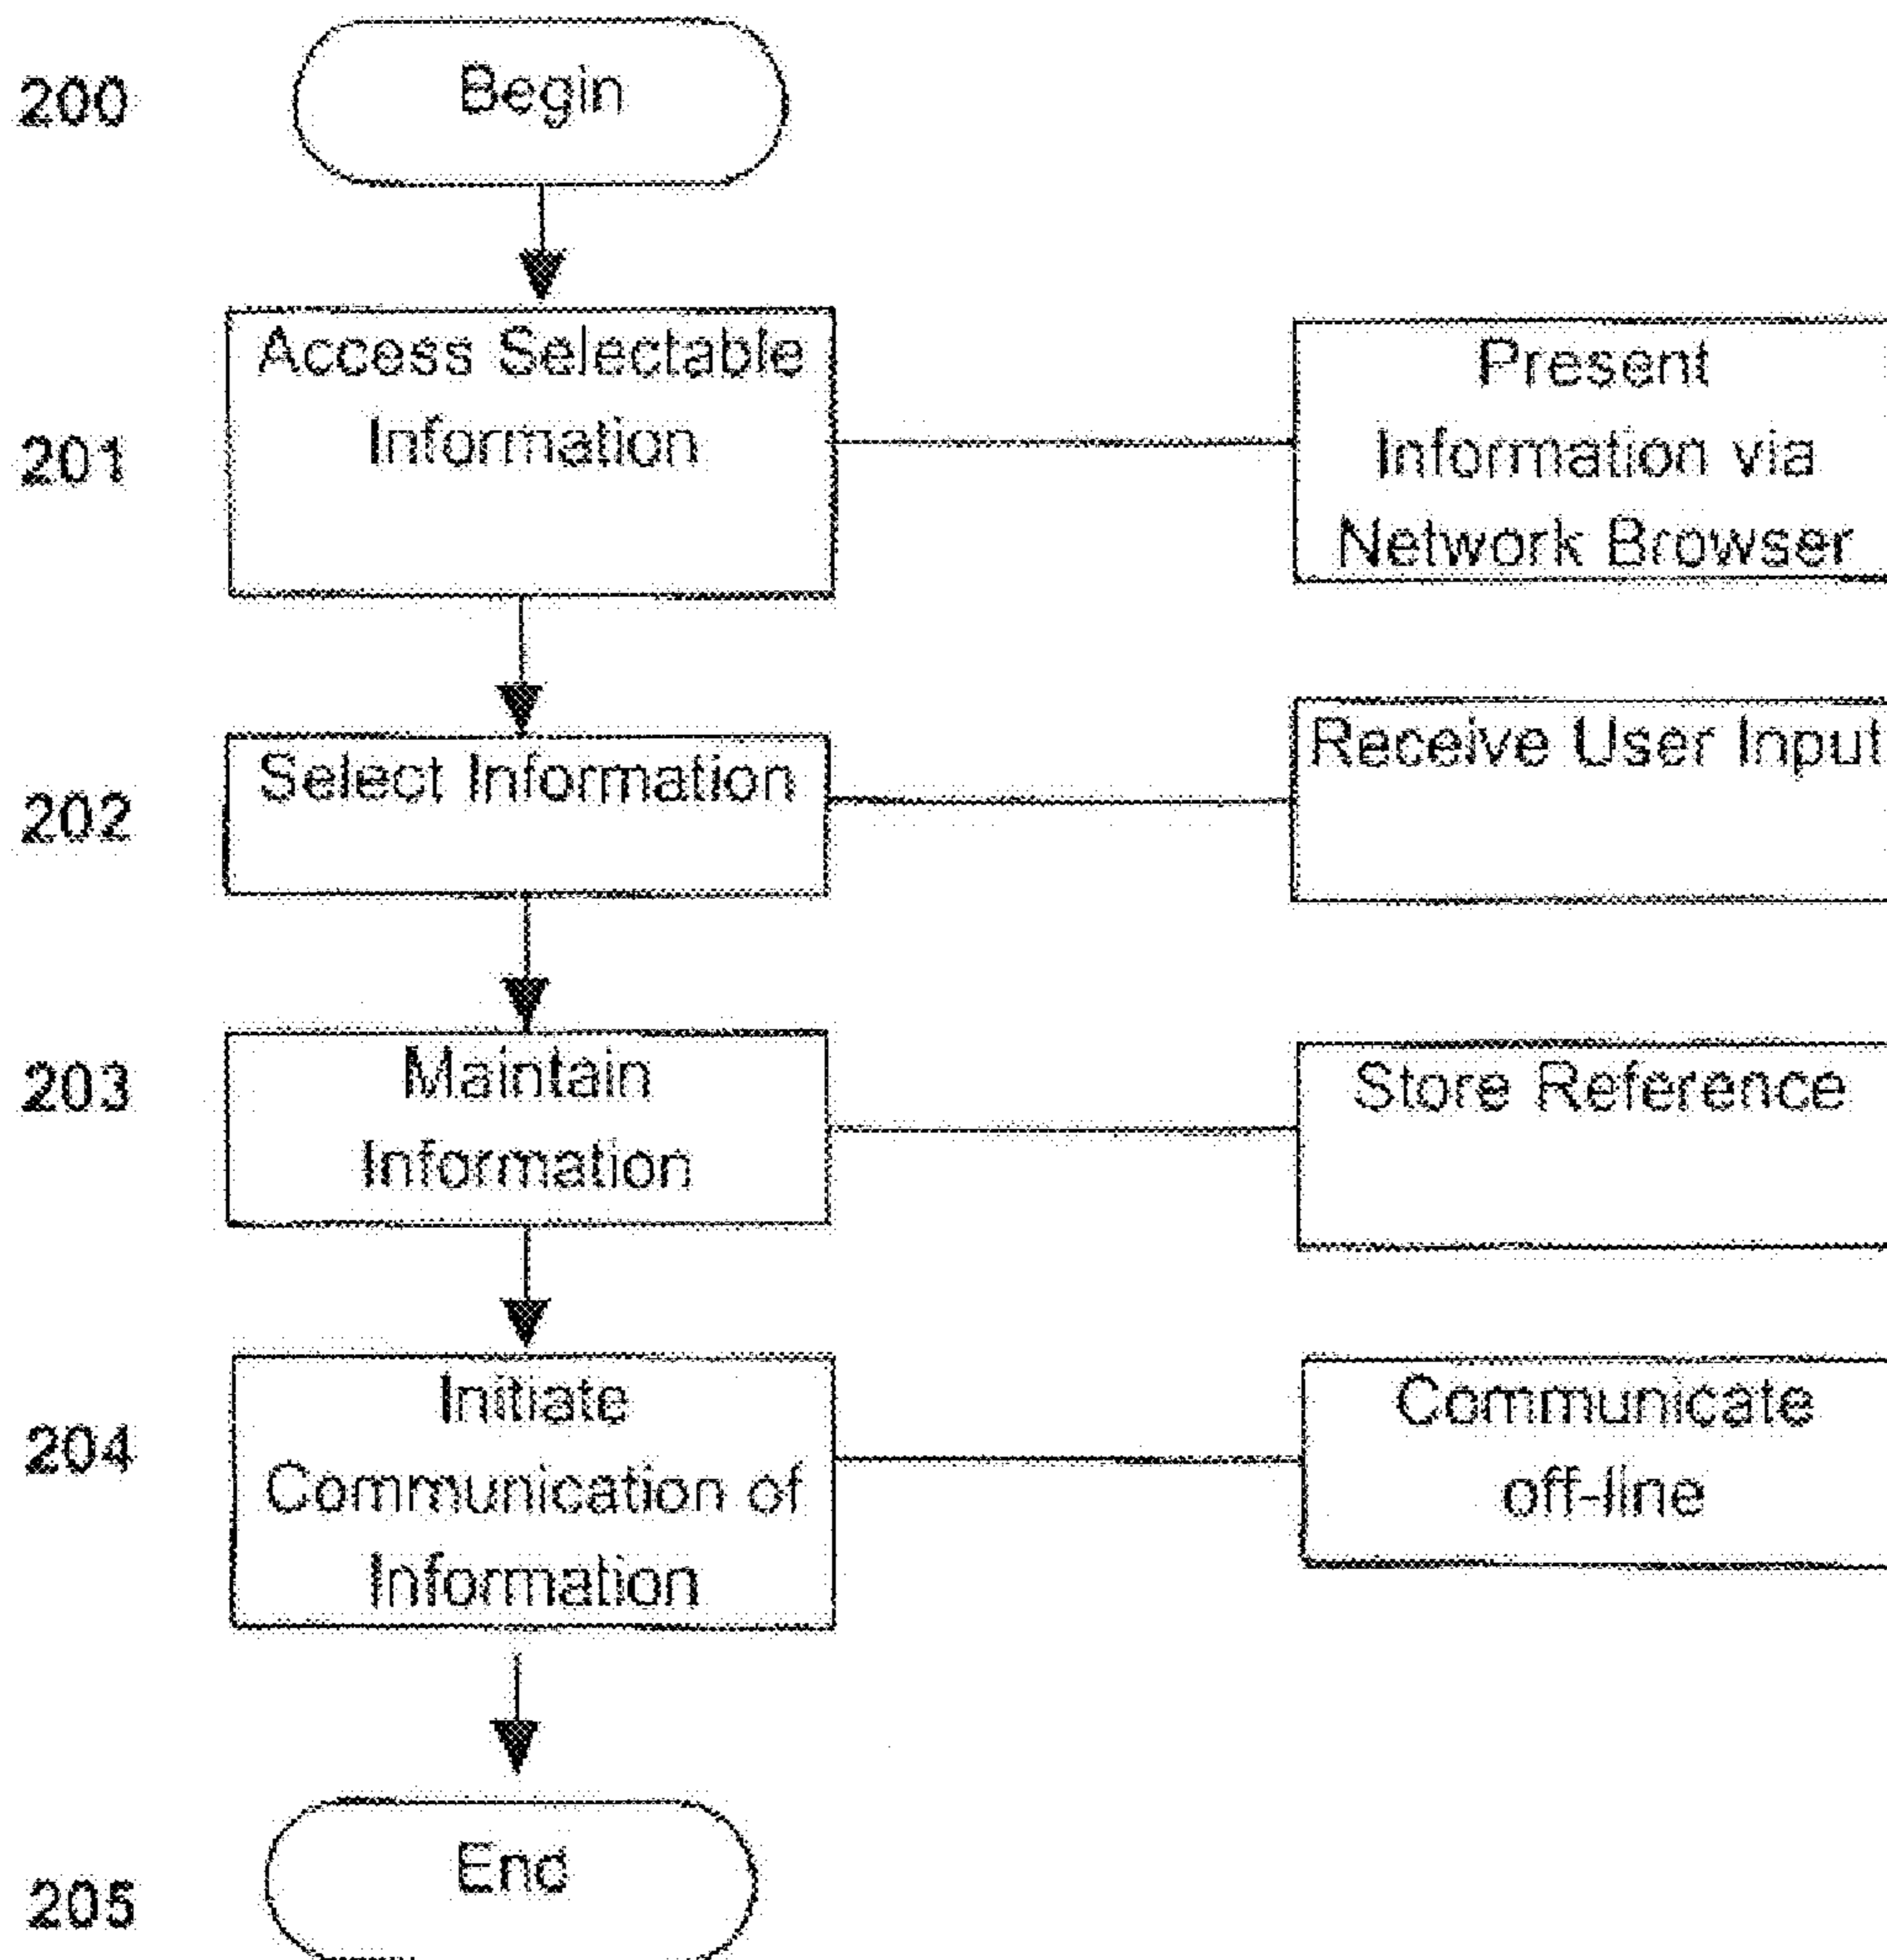 200
Begin
201
Access Selectable
Information
Present
Information via
Network Browser
202
Select Information
Receive User Input
203
Maintain
Information
Store Reference
204
Initiate
Communication of
Information
Communicate
off-line
205
End